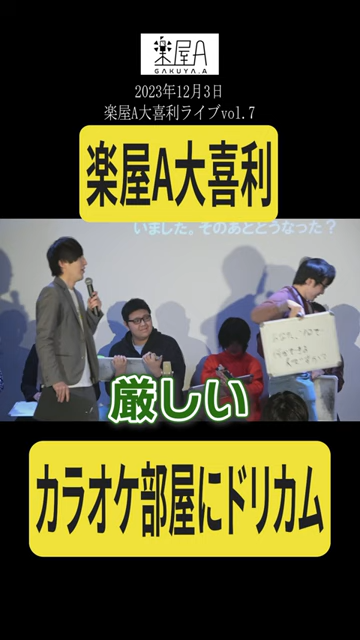 楽屋A
GAKUYA.A
2023年12月3日
楽屋A大喜利ライブvol.7
楽屋A大喜利
いました。そのあとどうなった?
厳しい
カラオケ部屋にドリカム